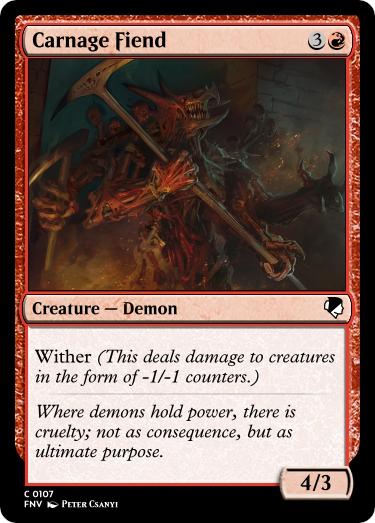 Carnage Fiend 3
Creature — Demon
Wither (This deals damage to creatures
in the form of -1/-1 counters.)
Where demons hold power, there is
cruelty; not as consequence, but as
ultimate purpose.
4/3
C 0107
FNV Peter Csanyi